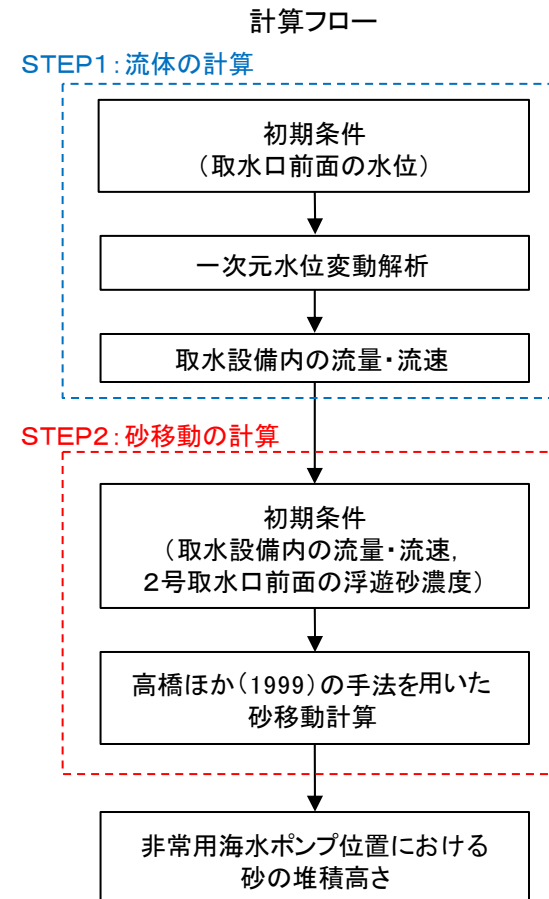 計算フロー
STEP1:流体の計算
初期条件
(取水口前面の水位)
一次元水位変動解析
取水設備内の流量・流速
STEP2:砂移動の計算
初期条件
(取水設備内の流量・流速,
2号取水口前面の浮遊砂濃度)
高橋ほか(1999)の手法を用いた
砂移動計算
非常用海水ポンプ位置における
砂の堆積高さ